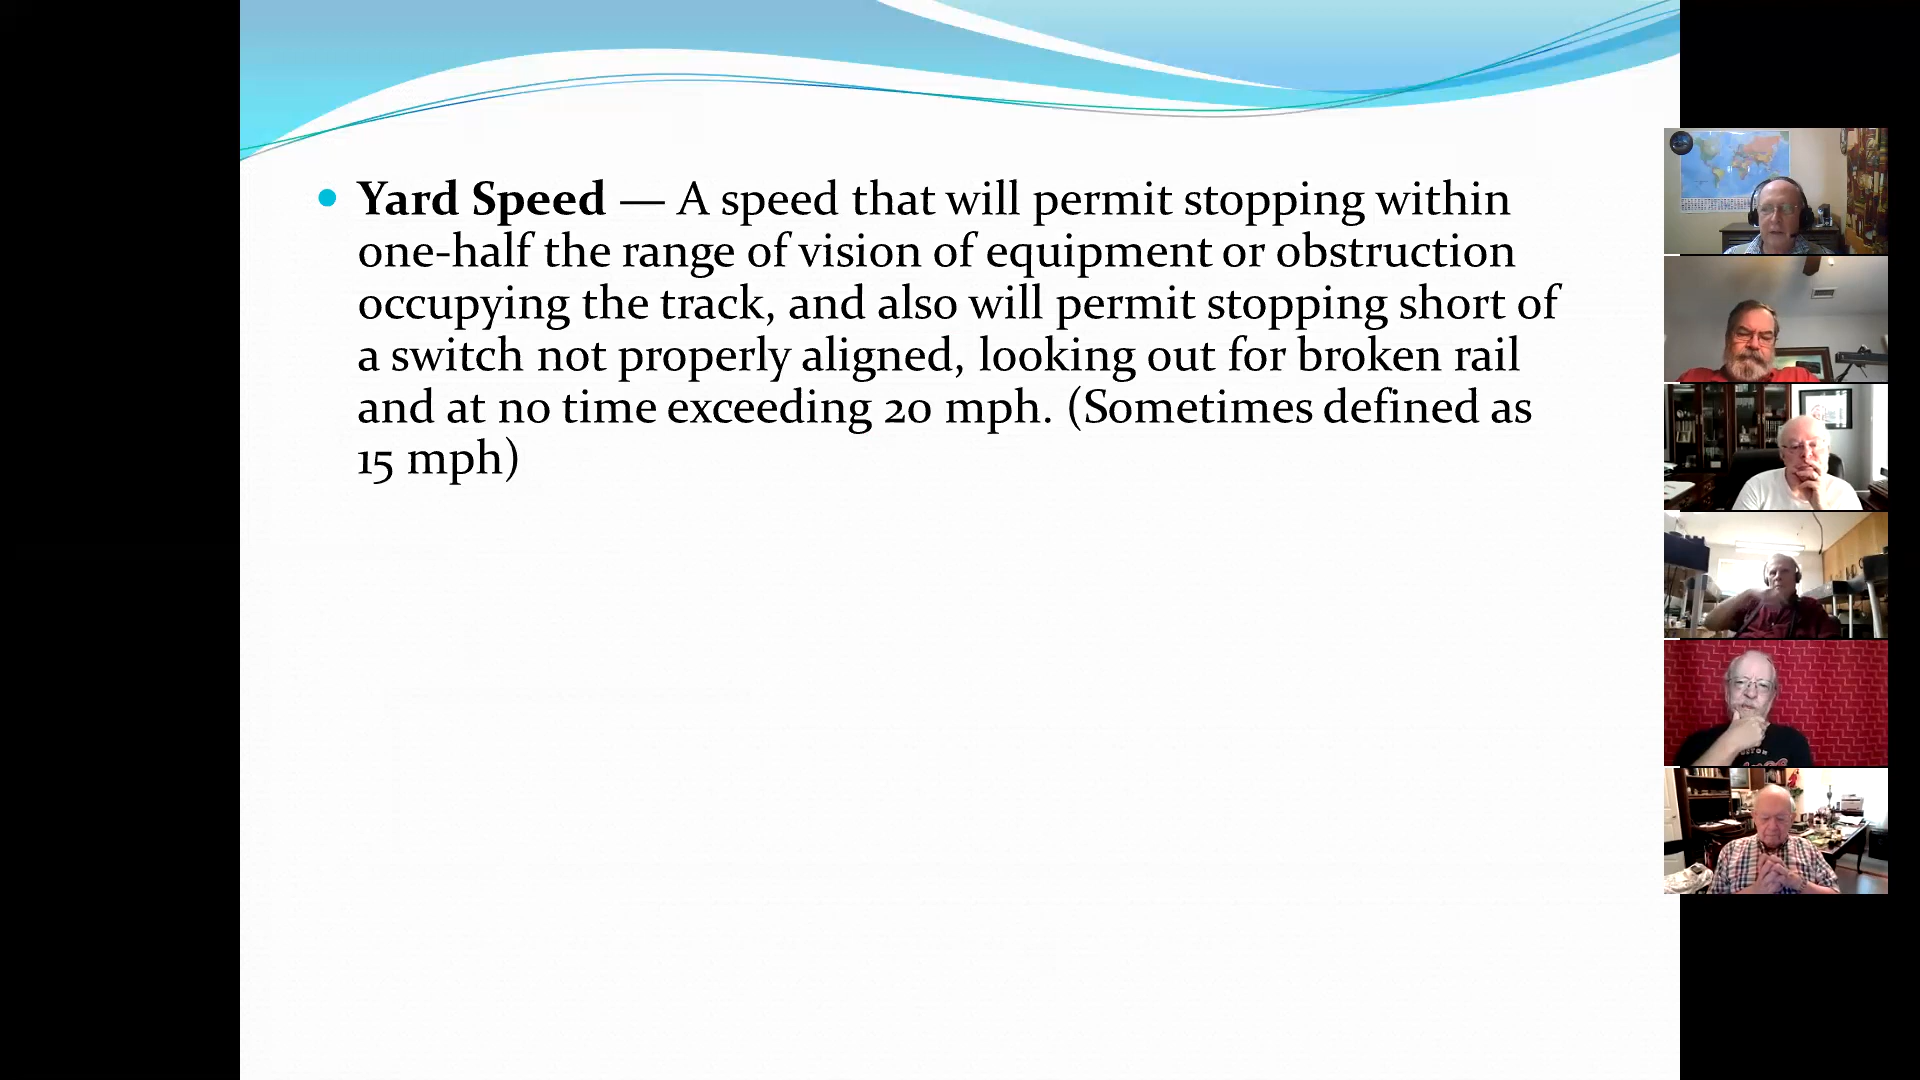 Yard Speed — A speed that will permit stopping within
one-half the range of vision of equipment or obstruction
occupying the track, and also will permit stopping short of
a switch not properly aligned, looking out for broken rail
and at no time exceeding 20 mph. (Sometimes defined as
15 mph)